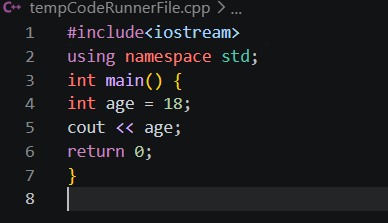 C++ tempCodeRunnerFile.cpp > ...
1 #include<iostream>
2 using namespace std;
3 int main() {
4 int age = 18;
5 cout << age;
6 return 0;
7 }
8